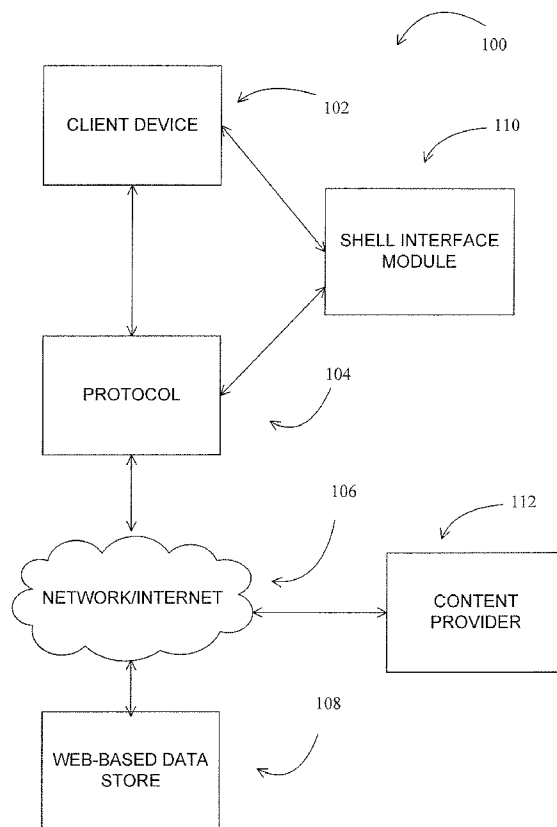 100
CLIENT DEVICE
102
110
SHELL INTERFACE
MODULE
PROTOCOL
104
106
112
NETWORK/INTERNET
CONTENT
PROVIDER
108
WEB-BASED DATA
STORE